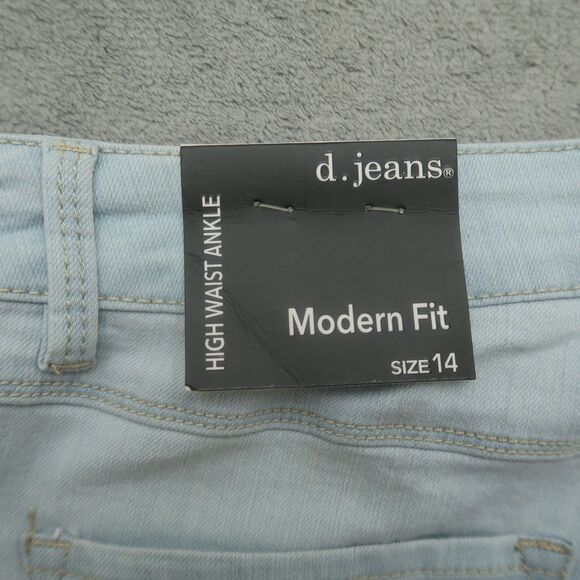 d.jeans®
HIGH WAIST ANKLE
Modern Fit
SIZE 14